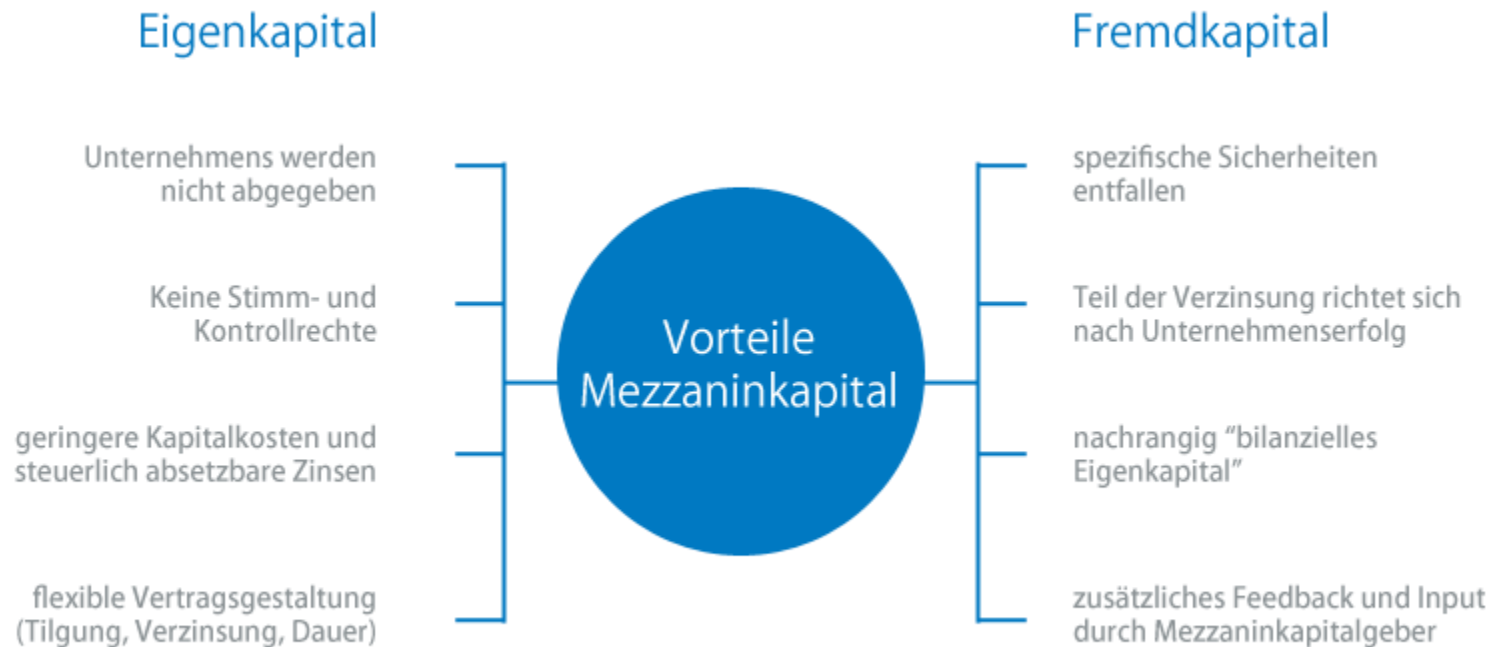 Eigenkapital
Unternehmens werden
nicht abgegeben
Keine Stimm- und
Kontrollrechte
geringere Kapitalkosten und
steuerlich absetzbare Zinsen
flexible Vertragsgestaltung
(Tilgung, Verzinsung, Dauer)
Vorteile
Mezzaninkapital
Fremdkapital
spezifische Sicherheiten
entfallen
Teil der Verzinsung richtet sich
nach Unternehmenserfolg
nachrangig “bilanzielles
Eigenkapital”
zusätzliches Feedback und Input
durch Mezzaninkapitalgeber